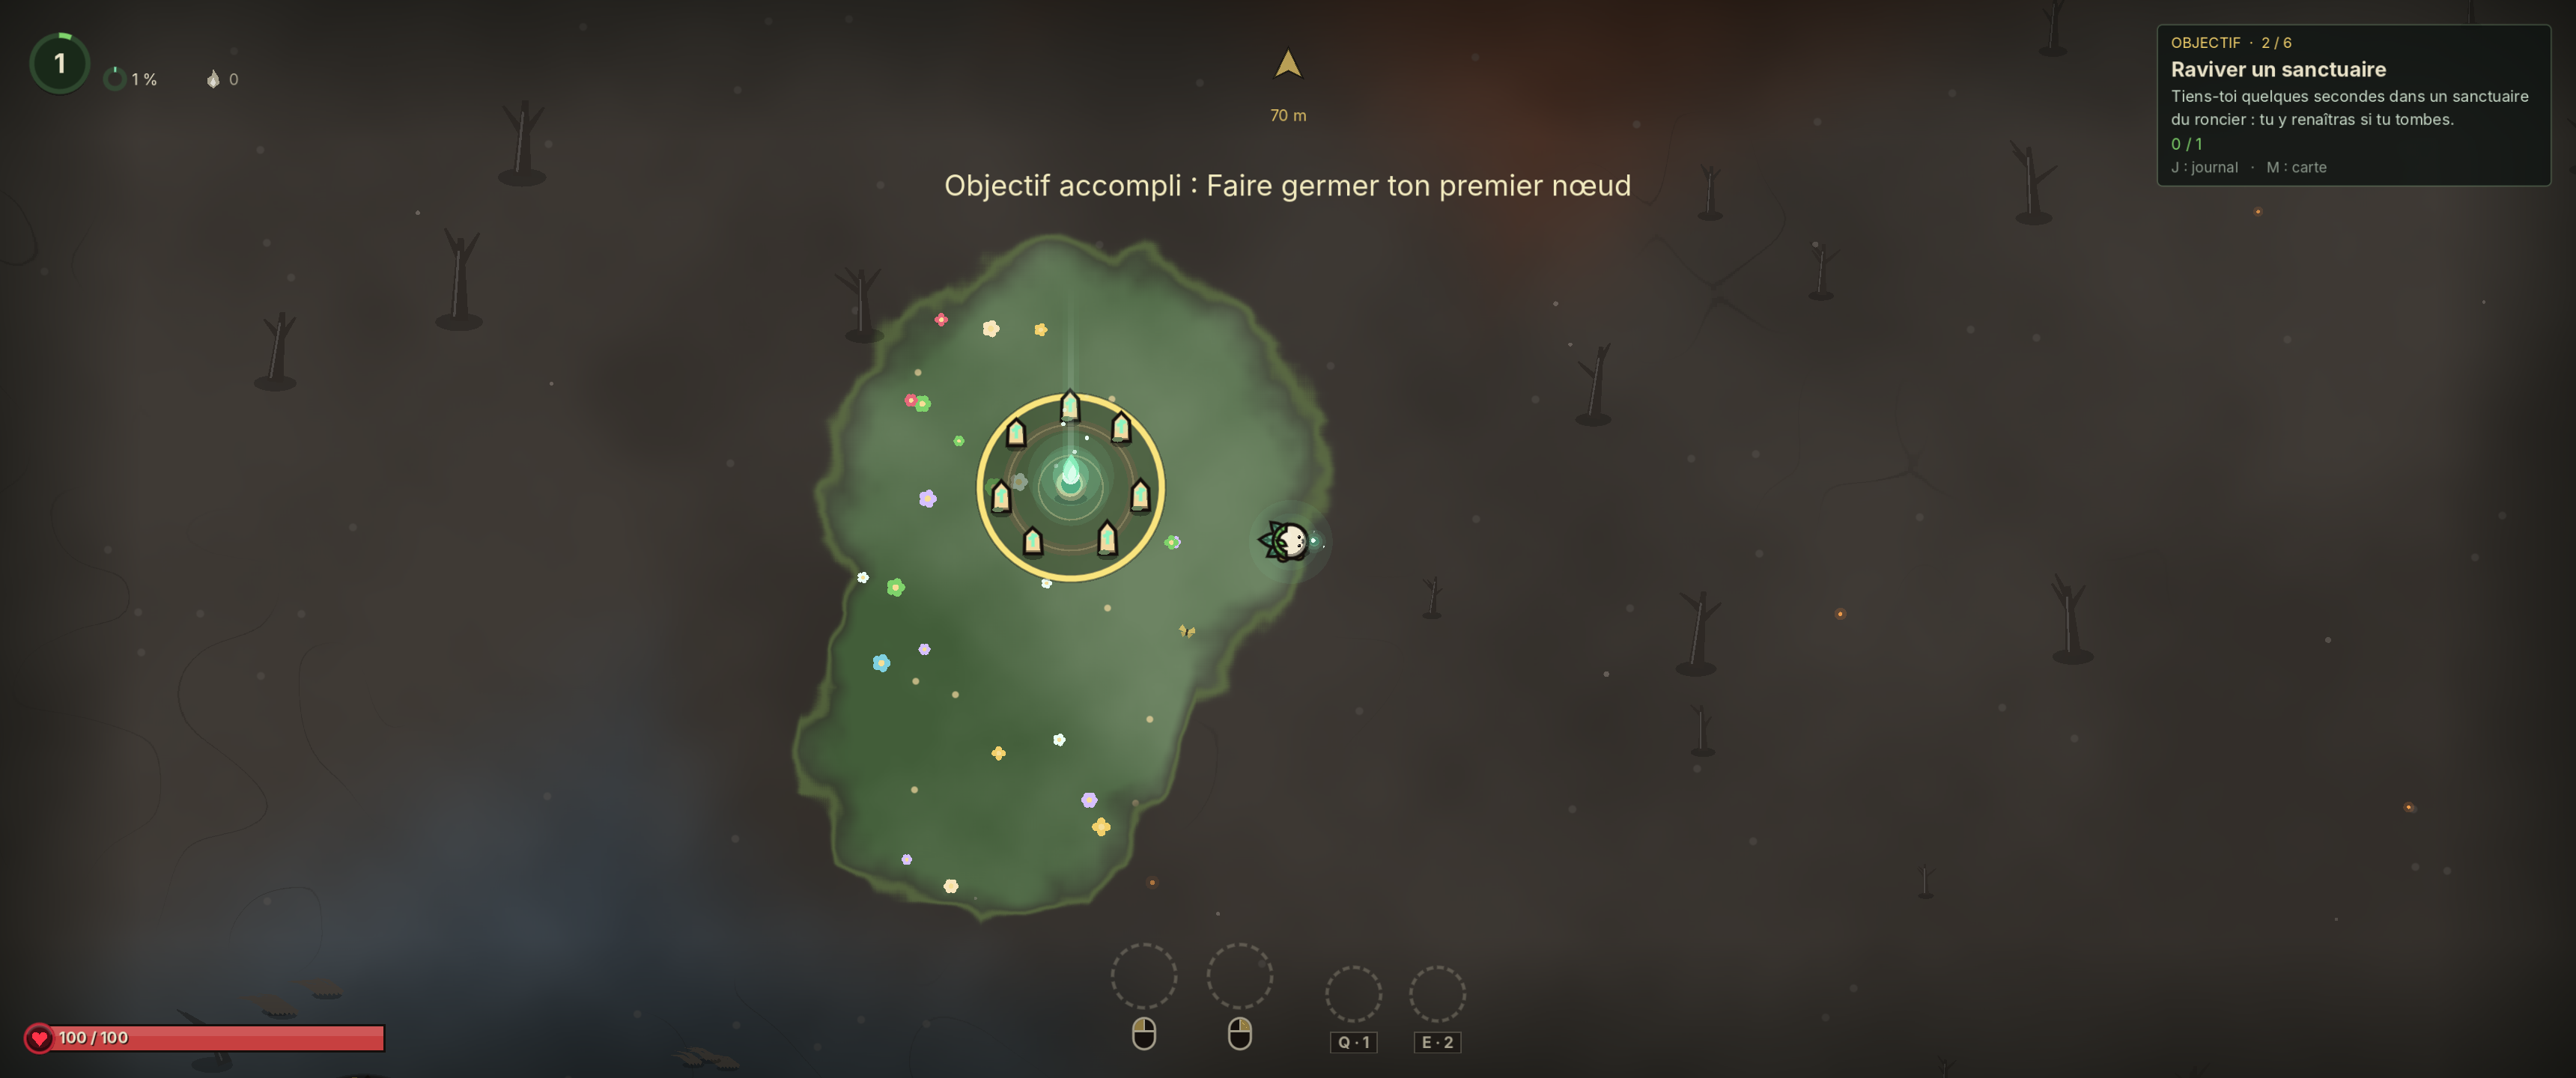 1
1 %
0
70 m
Objectif accompli : Faire germer ton premier nœud
OBJECTIF · 2 / 6
Raviver un sanctuaire
Tiens-toi quelques secondes dans un sanctuaire
du roncier : tu y renaîtras si tu tombes.
0 / 1
J : journal · M : carte
100 / 100
Q · 1
E · 2